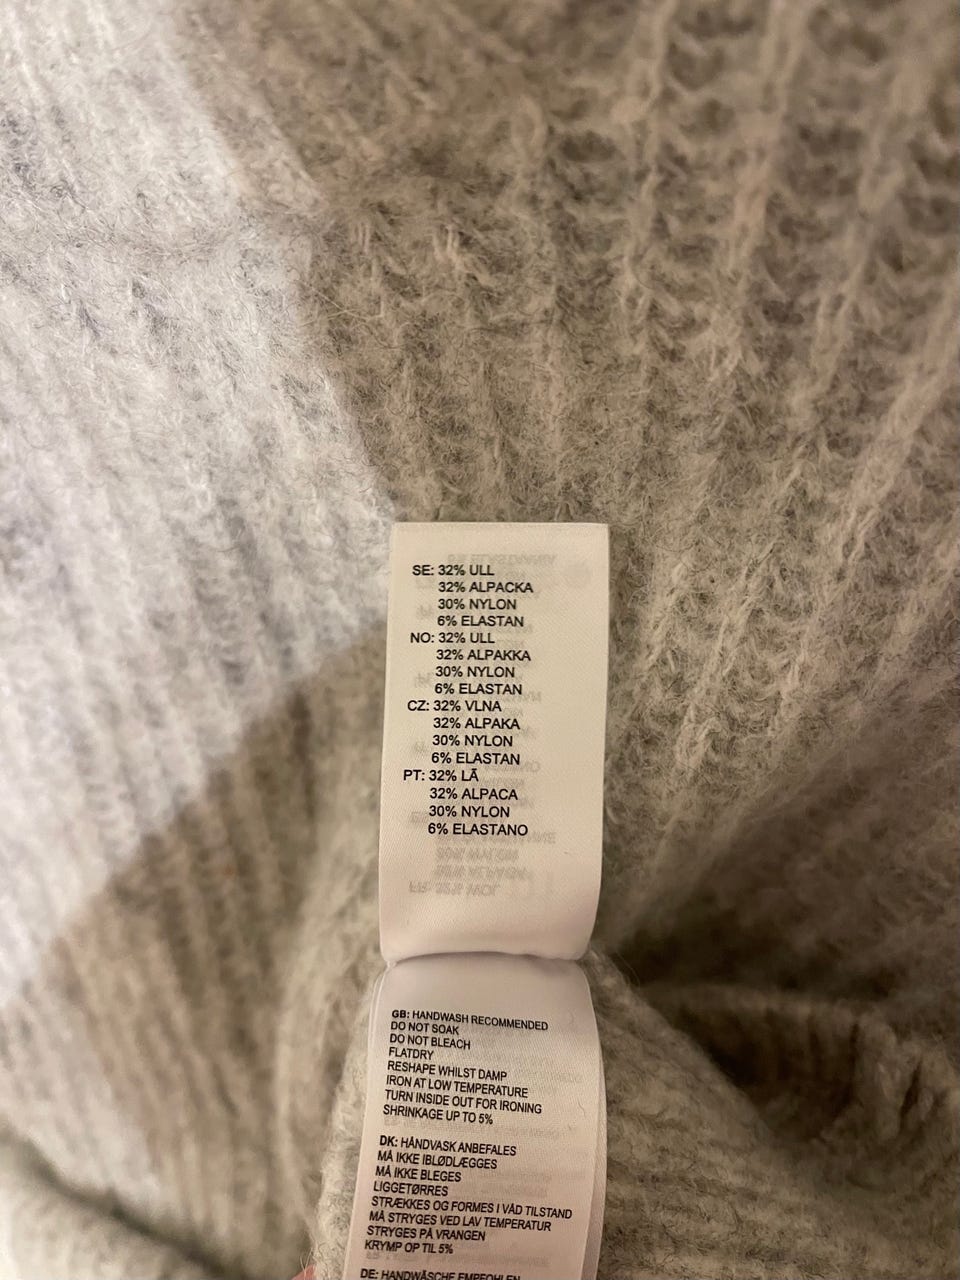 SE: 32% ULL
32% ALPACKA
30% NYLON
6% ELASTAN
NO: 32% ULL
32% ALPAKKA
30% NYLON
6% ELASTAN
CZ: 32% VLNA
32% ALPAKA
30% NYLON
6% ELASTAN
PT: 32% LÃ
32% ALPACA
30% NYLON
6% ELASTANO
GB: HANDWASH RECOMMENDED
DO NOT SOAK
DO NOT BLEACH
FLATDRY
RESHAPE WHILST DAMP
IRON AT LOW TEMPERATURE
TURN INSIDE OUT FOR IRONING
SHRINKAGE UP TO 5%
DK: HÅNDVASK ANBEFALES
MÅ IKKE IBLØDLÆGGES
MÅ IKKE BLEGES
LIGGETØRRES
STRÆKKES OG FORMES I VÅD TILSTAND
MÅ STRYGES VED LAV TEMPERATUR
STRYGES PÅ VRANGEN
KRYMP OP TIL 5%
DE: HANDWÄSCHE EMPFOHLEN